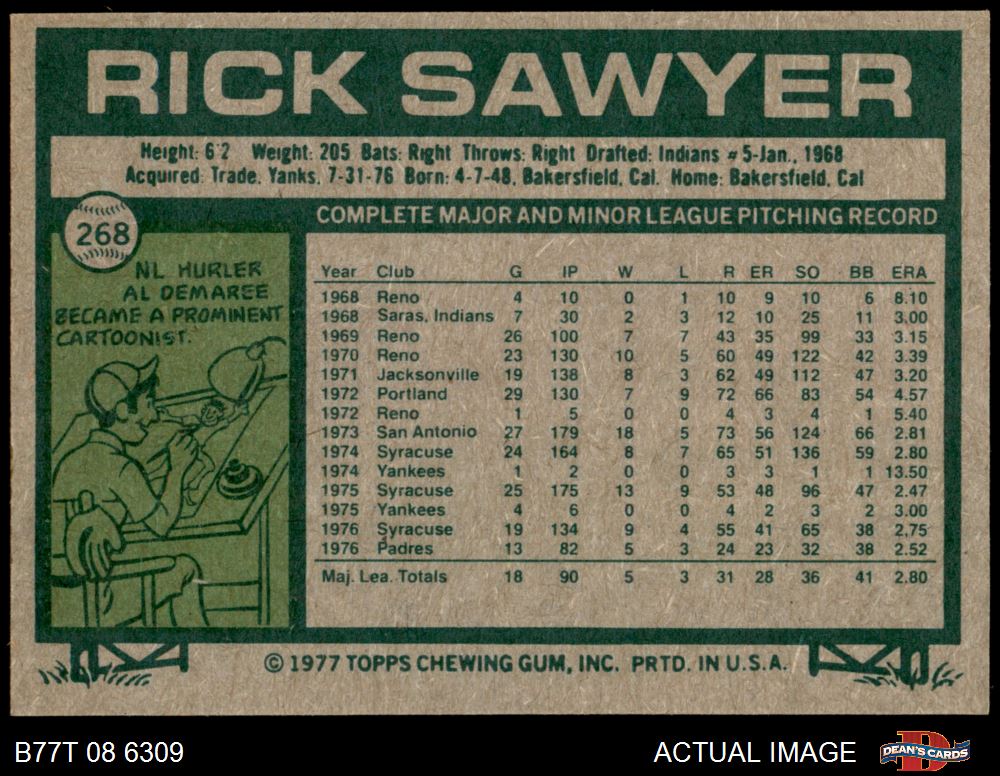 RICK SAWYER
Height: 6'2 Weight: 205 Bats: Right Throws: Right Drafted: Indians #5-Jan., 1968
Acquired: Trade, Yanks, 7-31-76 Born: 4-7-48, Bakersfield, Cal. Home: Bakersfield, Cal
268
NL HURLER
AL DEMAREE
BECAME A PROMINENT
CARTOONIST.
COMPLETE MAJOR AND MINOR LEAGUE PITCHING RECORD
Year Club G IP W L R ER SO BB ERA
1968 Reno 4 10 0 1 10 9 10 6 8.10
1968 Saras. Indians 7 30 2 3 12 10 25 11 3.00
1969 Reno 26 100 7 7 43 35 99 33 3.15
1970 Reno 23 130 10 5 60 49 122 42 3.39
1971 Jacksonville 19 138 8 3 62 49 112 47 3.20
1972 Portland 29 130 7 9 72 66 83 54 4.57
1972 Reno 1 5 0 0 4 3 4 1 5.40
1973 San Antonio 27 179 18 5 73 56 124 66 2.81
1974 Syracuse 24 164 8 7 65 51 136 59 2.80
1974 Yankees 1 2 0 0 3 3 1 1 13.50
1975 Syracuse 25 175 13 9 53 48 96 47 2.47
1975 Yankees 4 6 0 0 4 2 3 2 3.00
1976 Syracuse 19 134 9 4 55 41 65 38 2.75
1976 Padres 13 82 5 3 24 23 32 38 2.52
Maj. Lea. Totals 18 90 5 3 31 28 36 41 2.80
© 1977 TOPPS CHEWING GUM, INC. PRTD. IN U.S.A.
B77T 08 6309
ACTUAL IMAGE
D
DEAN'S CARDS